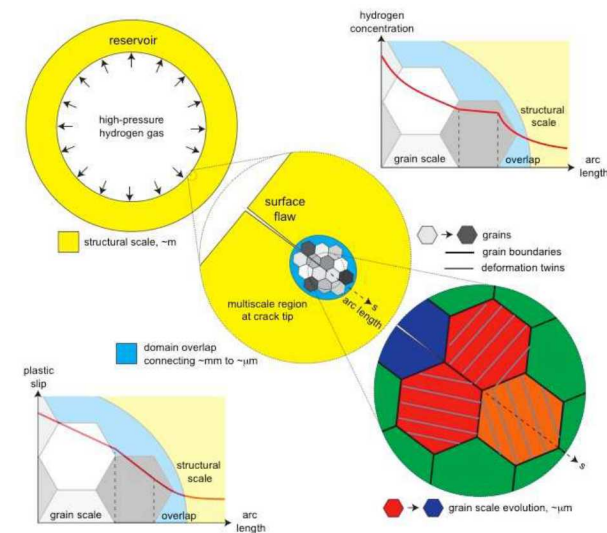 reservoir
high-pressure
hydrogen gas
structural scale, ~m
hydrogen
concentration
structural
scale
grain scale
overlap
arc
length
surface
flaw
multiscale region
at crack tip
s
arc length
grains
grain boundaries
deformation twins
domain overlap
connecting ~mm to ~μm
plastic
slip
structural
scale
grain scale
overlap
arc
length
s
grain scale evolution, ~μm